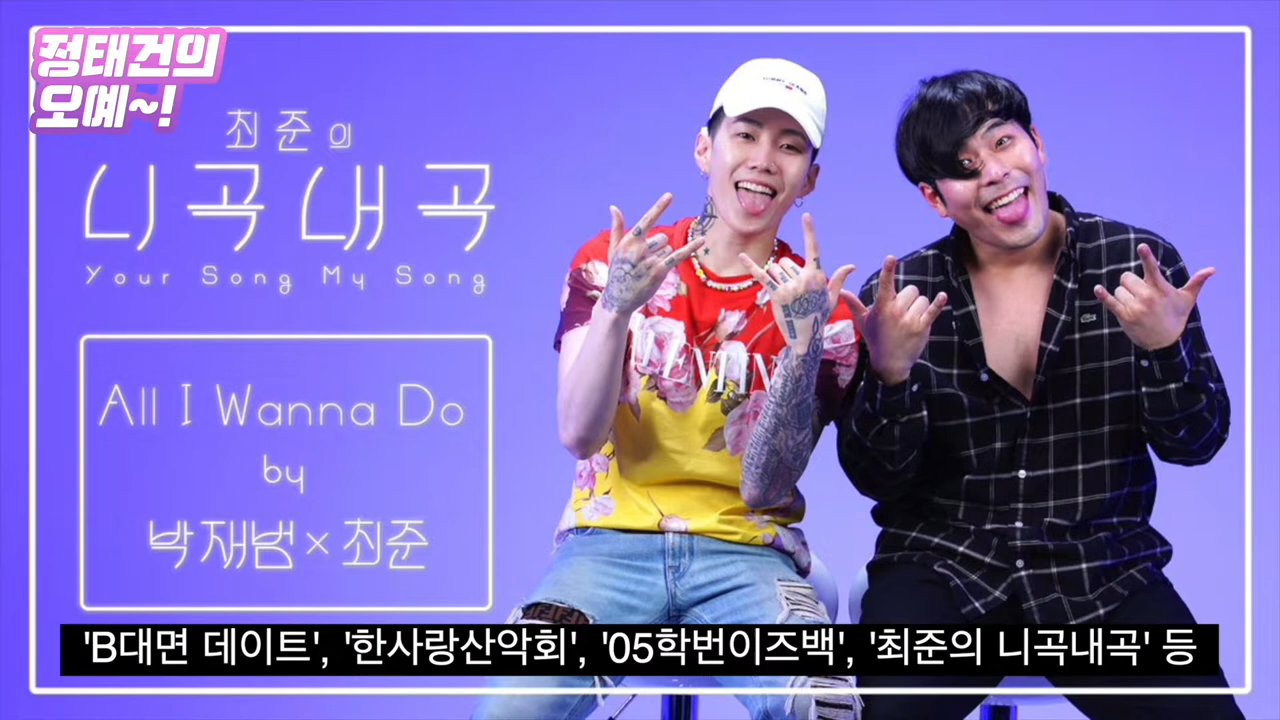 정태건의
오예~!
최준의
니곡내곡
Your Song My Song
All I Wanna Do
by
박재범×최준
VALENTINO
'B대면 데이트', '한사랑산악회', '05학번이즈백', '최준의 니곡내곡' 등